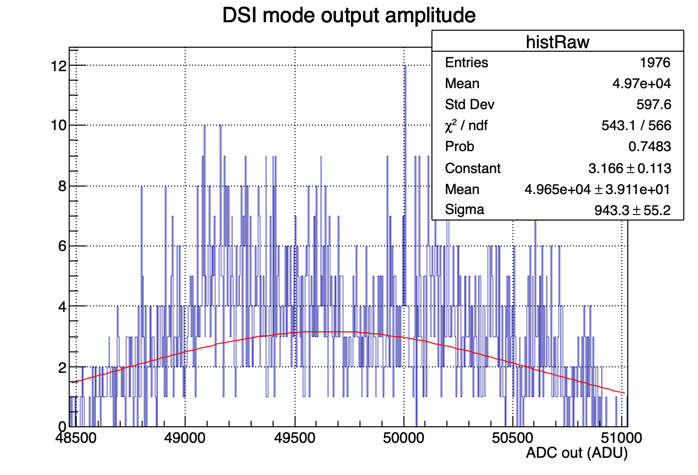 DSI mode output amplitude
histRaw
Entries 1976
Mean 4.97e+04
Std Dev 597.6
χ² / ndf 543.1 / 566
Prob 0.7483
Constant 3.166 ± 0.113
Mean 4.965e+04 ± 3.911e+01
Sigma 943.3 ± 55.2
12
10
8
6
4
2
0
48500 49000 49500 50000 50500 51000
ADC out (ADU)